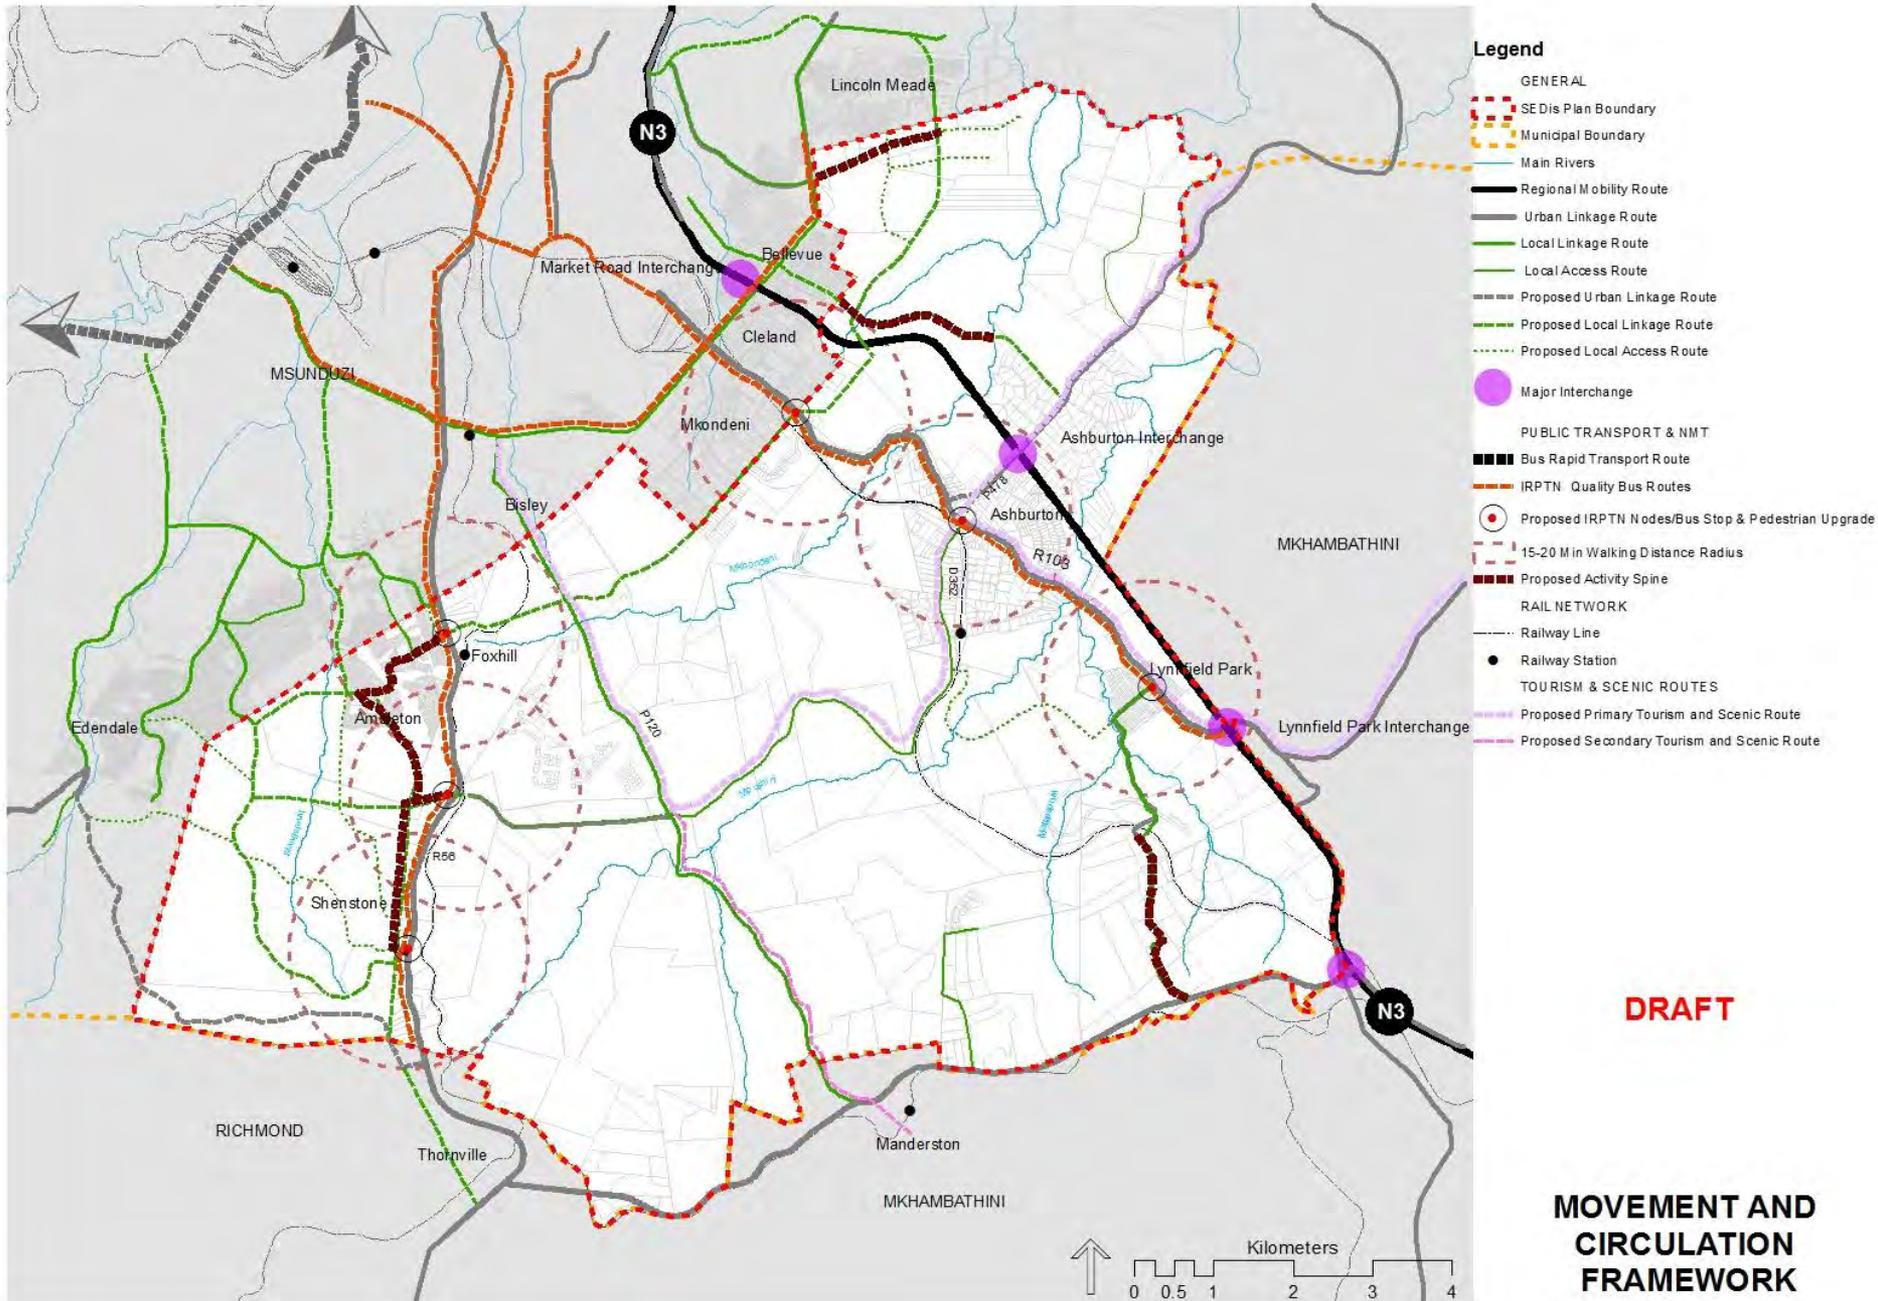 Lincoln Meade
N3
Market Road Interchang
Bellevue
Cleland
MSUNDUZI
Mkondeni
Ashburton Interchange
P478
Bisley
Ashburton
R103
MKHAMBATHINI
Mkhondeni
D352
Foxhill
Lynnfield Park
Ambleton
Edendale
P120
Lynnfield Park Interchange
R56
Shenstone
N3
RICHMOND
Thornville
Manderston
MKHAMBATHINI
Kilometers
0 0.5 1 2 3 4
Legend
GENERAL
SEDis Plan Boundary
Municipal Boundary
Main Rivers
Regional Mobility Route
Urban Linkage Route
Local Linkage Route
Local Access Route
Proposed Urban Linkage Route
Proposed Local Linkage Route
Proposed Local Access Route
Major Interchange
PUBLIC TRANSPORT & NMT
Bus Rapid Transport Route
IRPTN Quality Bus Routes
Proposed IRPTN Nodes/Bus Stop & Pedestrian Upgrade
15-20 Min Walking Distance Radius
Proposed Activity Spine
RAIL NETWORK
Railway Line
Railway Station
TOURISM & SCENIC ROUTES
Proposed Primary Tourism and Scenic Route
Proposed Secondary Tourism and Scenic Route
DRAFT
MOVEMENT AND
CIRCULATION
FRAMEWORK